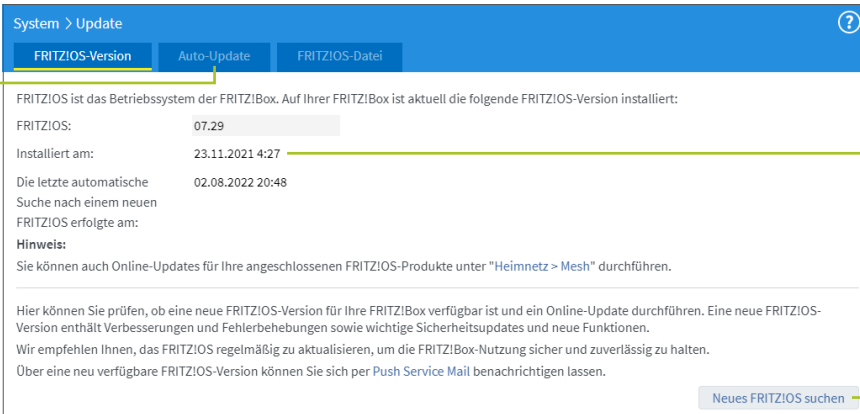 System > Update
?
FRITZ!OS-Version
Auto-Update
FRITZ!OS-Datei
FRITZ!OS ist das Betriebssystem der FRITZ!Box. Auf Ihrer FRITZ!Box ist aktuell die folgende FRITZ!OS-Version installiert:
FRITZ!OS: 07.29
Installiert am: 23.11.2021 4:27
Die letzte automatische 02.08.2022 20:48
Suche nach einem neuen
FRITZ!OS erfolgte am:
Hinweis:
Sie können auch Online-Updates für Ihre angeschlossenen FRITZ!OS-Produkte unter "Heimnetz > Mesh" durchführen.
Hier können Sie prüfen, ob eine neue FRITZ!OS-Version für Ihre FRITZ!Box verfügbar ist und ein Online-Update durchführen. Eine neue FRITZ!OS-
Version enthält Verbesserungen und Fehlerbehebungen sowie wichtige Sicherheitsupdates und neue Funktionen.
Wir empfehlen Ihnen, das FRITZ!OS regelmäßig zu aktualisieren, um die FRITZ!Box-Nutzung sicher und zuverlässig zu halten.
Über eine neu verfügbare FRITZ!OS-Version können Sie sich per Push Service Mail benachrichtigen lassen.
Neues FRITZ!OS suchen